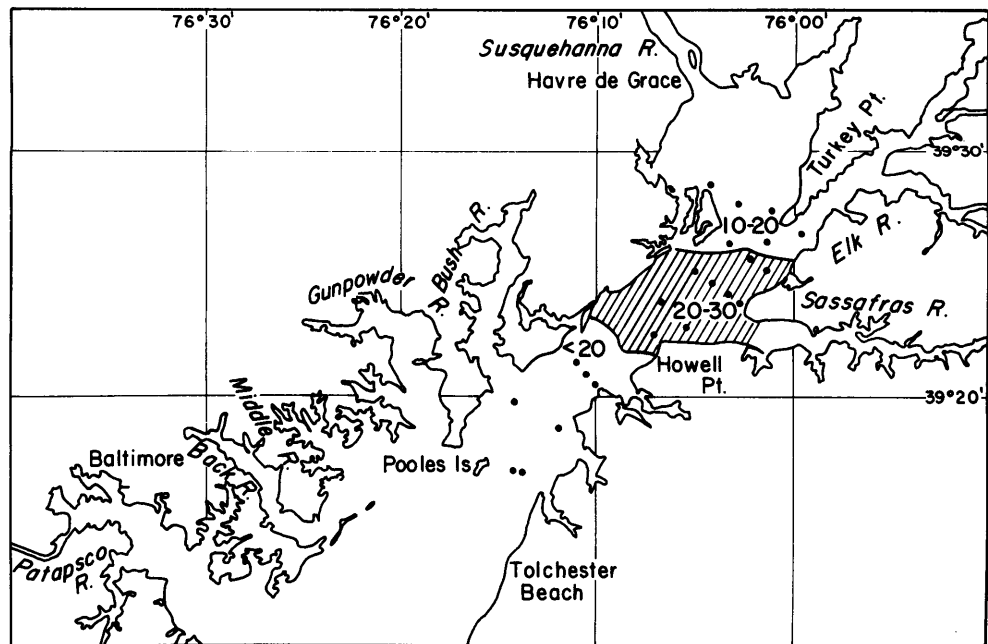 76°30'
76°20'
76°10'
76°00'
Susquehanna R.
Havre de Grace
Turkey Pt.
39°30'
10-20
Elk R.
Bush R.
Gunpowder R.
20-30
Sassafras R.
<20
Howell
Pt.
39°20'
Middle R.
Baltimore
Back R.
Pooles Is
Patapsco
R.
Tolchester
Beach